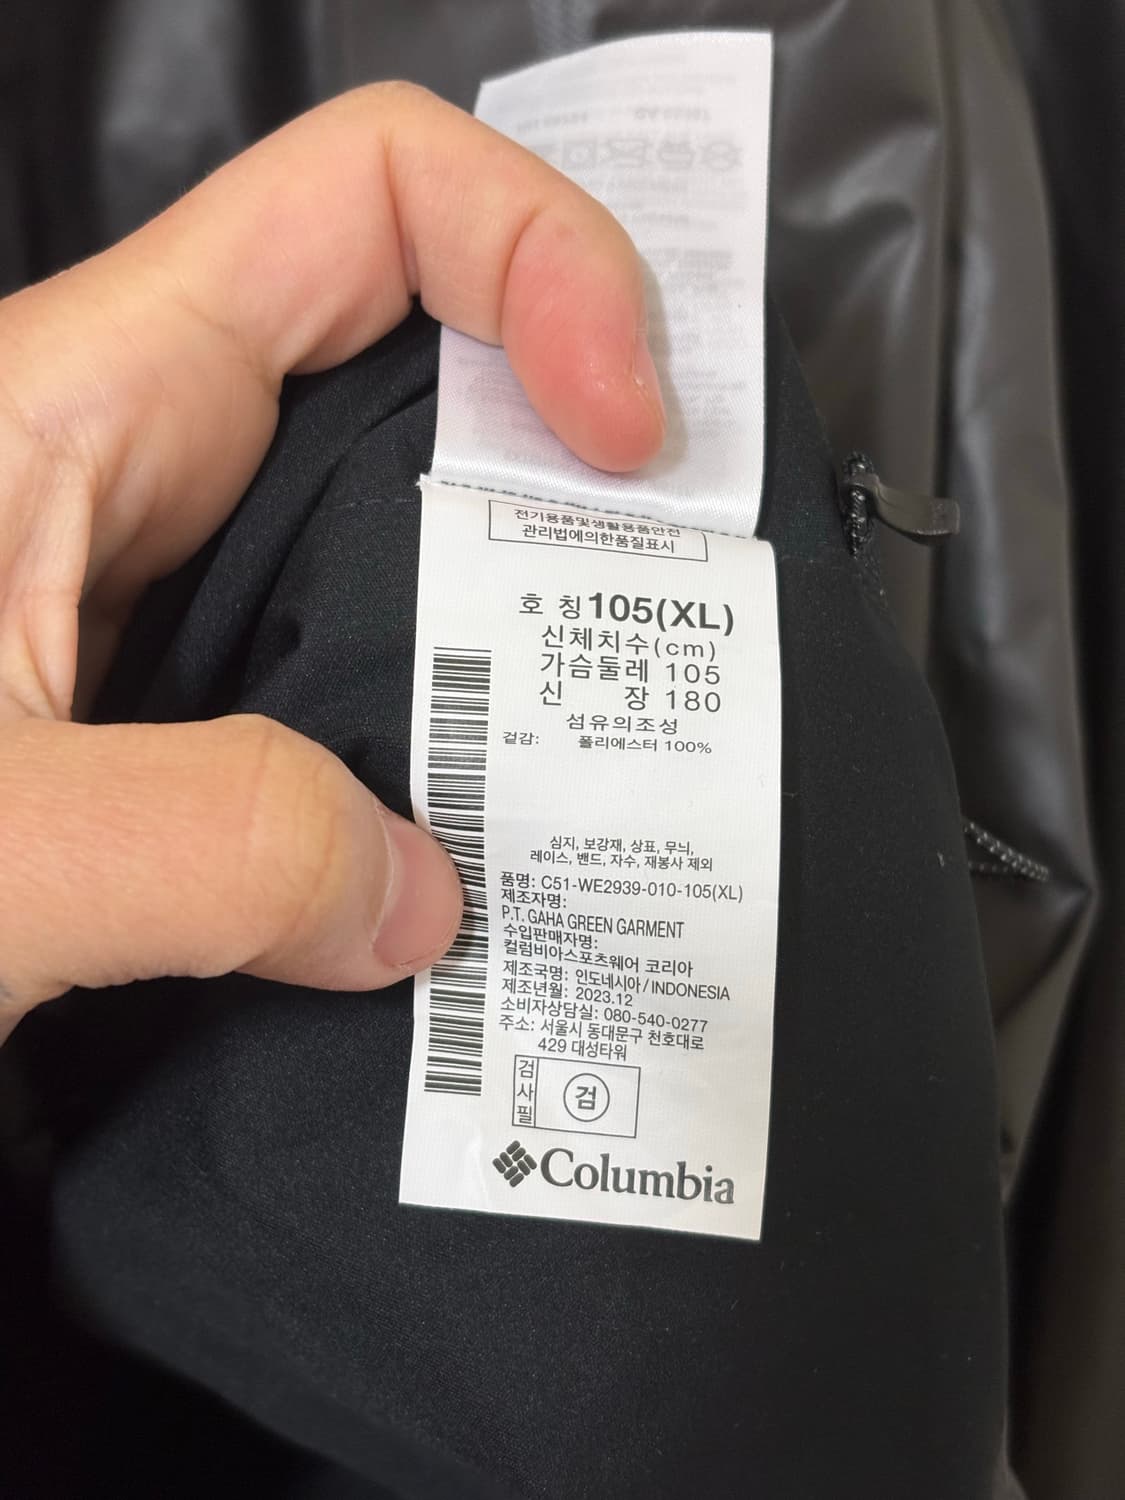 전기용품및생활용품안전
관리법에의한품질표시
호 칭 105(XL)
신체치수(cm)
가슴둘레 105
신 장 180
섬유의조성
겉감: 폴리에스터 100%
심지, 보강재, 상표, 무늬,
레이스, 밴드, 자수, 재봉사 제외
품명: C51-WE2939-010-105(XL)
제조자명:
P.T. GAHA GREEN GARMENT
수입판매자명:
컬럼비아스포츠웨어 코리아
제조국명: 인도네시아/INDONESIA
제조년월: 2023.12
소비자상담실: 080-540-0277
주소: 서울시 동대문구 천호대로
429 대성타워
검사필
검
Columbia